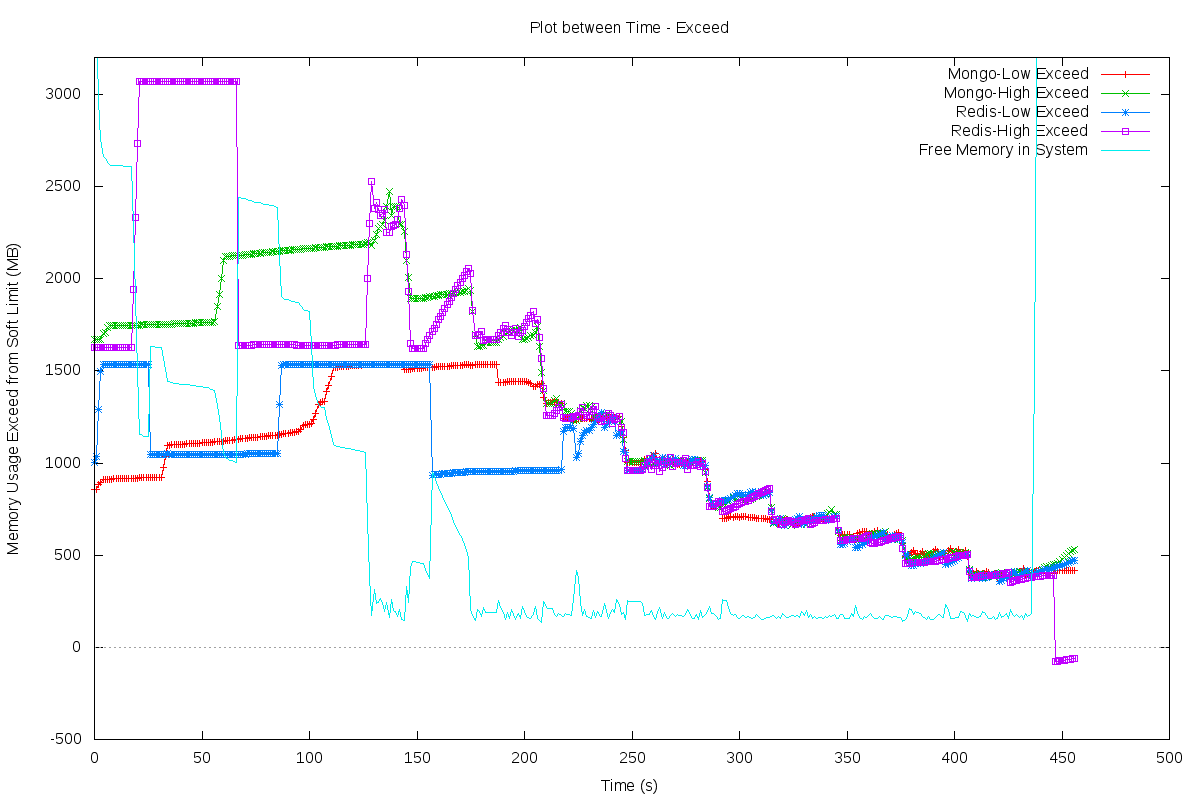 Plot between Time - Exceed
Mongo-Low Exceed
Mongo-High Exceed
Redis-Low Exceed
Redis-High Exceed
Free Memory in System
Memory Usage Exceed from Soft Limit (MB)
3000
2500
2000
1500
1000
500
0
-500
0 50 100 150 200 250 300 350 400 450 500
Time (s)